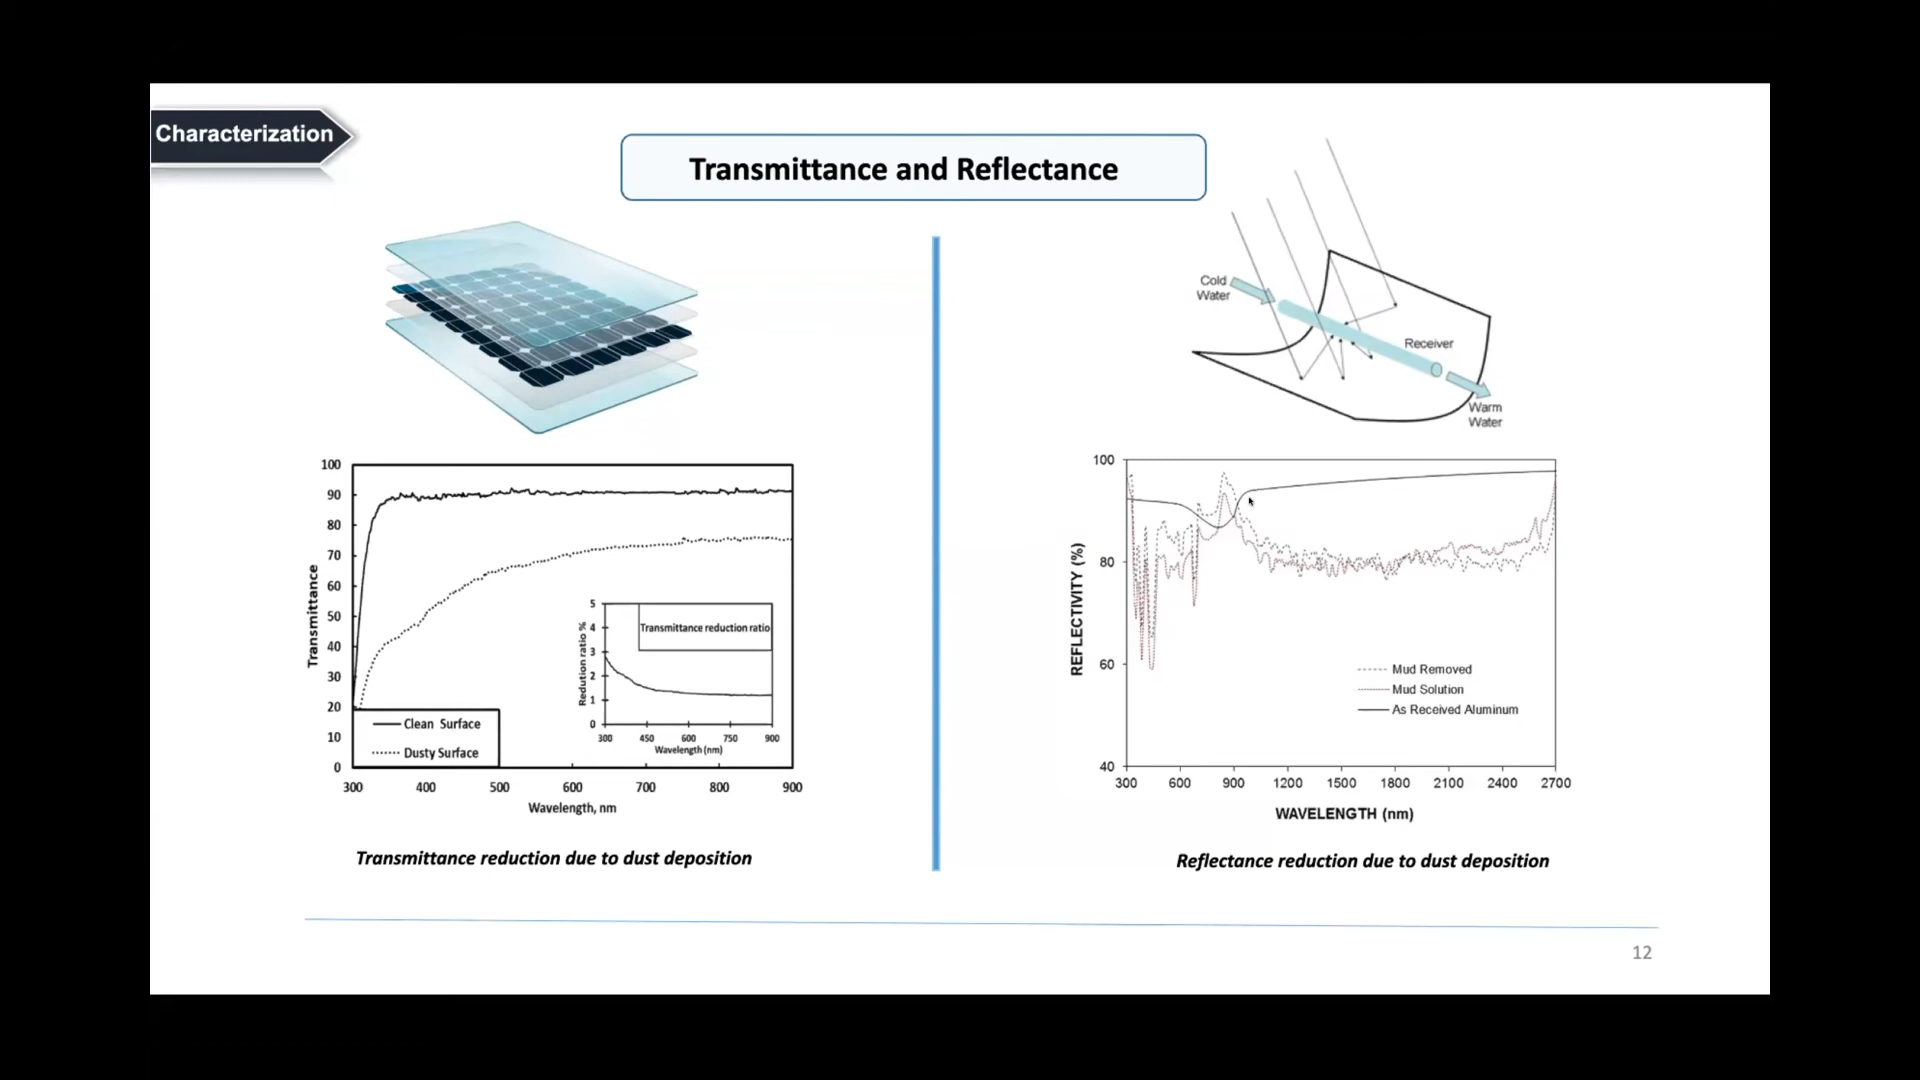 Characterization
Transmittance and Reflectance
Cold
Water
Receiver
Warm
Water
100
90
80
70
60
50
40
30
20
10
0
Transmittance
Clean Surface
Dusty Surface
300
400
500
600
700
800
900
Wavelength, nm
5
4
3
2
1
0
Redution ratio %
Transmittance reduction ratio
300
450
600
750
900
Wavelength (nm)
Transmittance reduction due to dust deposition
100
80
60
40
REFLECTIVITY (%)
Mud Removed
Mud Solution
As Received Aluminum
300
600
900
1200
1500
1800
2100
2400
2700
WAVELENGTH (nm)
Reflectance reduction due to dust deposition
12